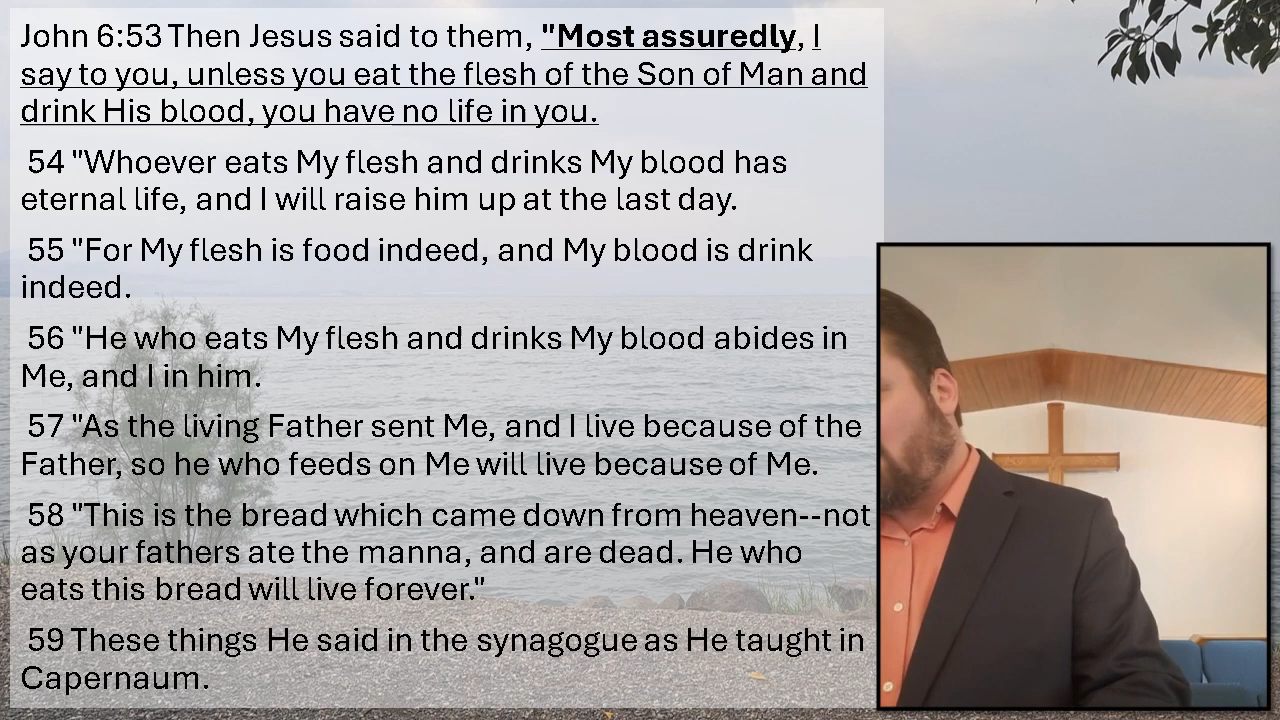 John 6:53 Then Jesus said to them, "Most assuredly, I
say to you, unless you eat the flesh of the Son of Man and
drink His blood, you have no life in you.
54 "Whoever eats My flesh and drinks My blood has
eternal life, and I will raise him up at the last day.
55 "For My flesh is food indeed, and My blood is drink
indeed.
56 "He who eats My flesh and drinks My blood abides in
Me, and I in him.
57 "As the living Father sent Me, and I live because of the
Father, so he who feeds on Me will live because of Me.
58 "This is the bread which came down from heaven--not
as your fathers ate the manna, and are dead. He who
eats this bread will live forever."
59 These things He said in the synagogue as He taught in
Capernaum.